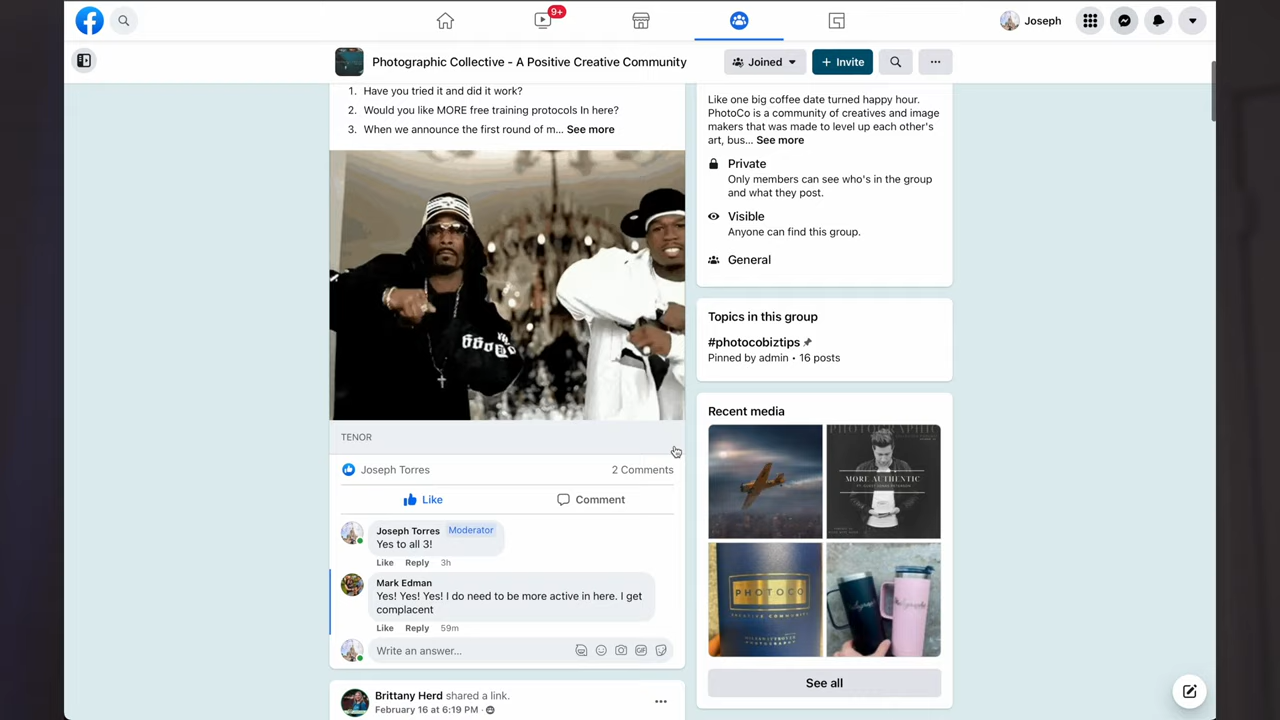 9+
Joseph
Photographic Collective - A Positive Creative Community
Joined
+ Invite
1. Have you tried it and did it work?
2. Would you like MORE free training protocols In here?
3. When we announce the first round of m... See more
TENOR
Joseph Torres
2 Comments
Like
Comment
Joseph Torres Moderator
Yes to all 3!
Like Reply 3h
Mark Edman
Yes! Yes! Yes! I do need to be more active in here. I get
complacent
Like Reply 59m
Write an answer...
GIF
Brittany Herd shared a link.
February 16 at 6:19 PM ·
Like one big coffee date turned happy hour.
PhotoCo is a community of creatives and image
makers that was made to level up each other's
art, bus... See more
Private
Only members can see who's in the group
and what they post.
Visible
Anyone can find this group.
General
Topics in this group
#photocobiztips
Pinned by admin · 16 posts
Recent media
MORE AUTHENTIC
PHOTOCO
See all